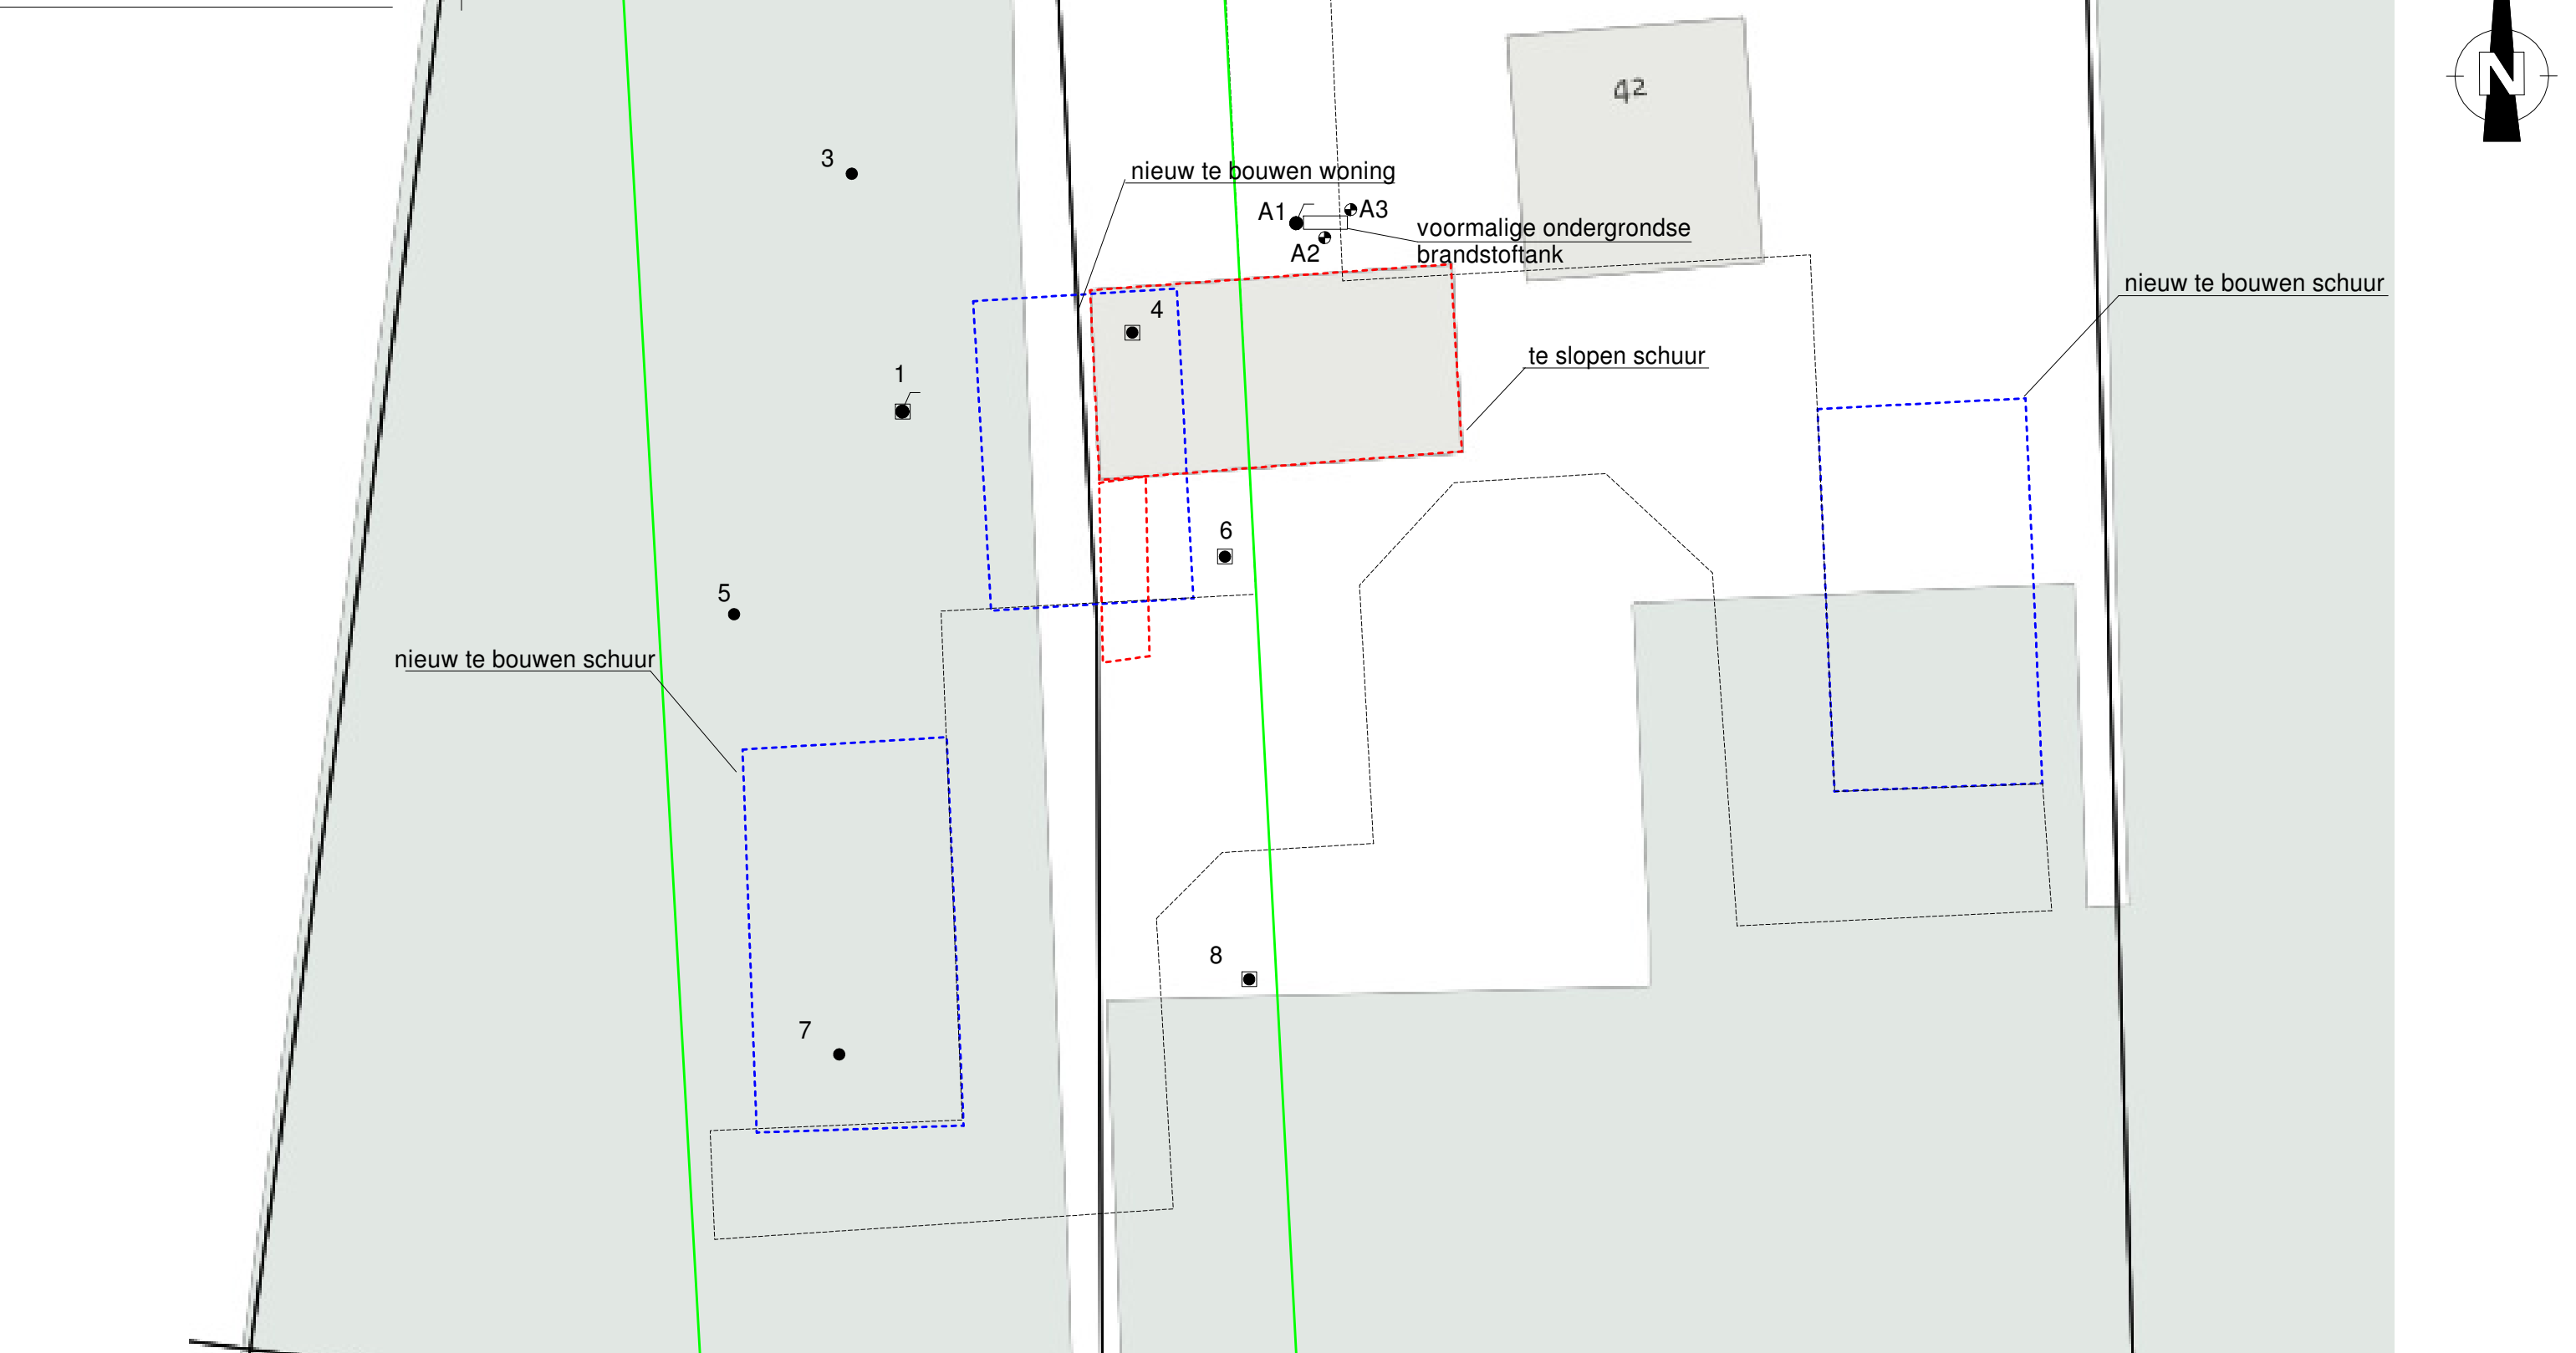 N
42
3
nieuw te bouwen woning
A1
A3
A2
voormalige ondergrondse
brandstoftank
nieuw te bouwen schuur
4
te slopen schuur
1
6
5
nieuw te bouwen schuur
8
7